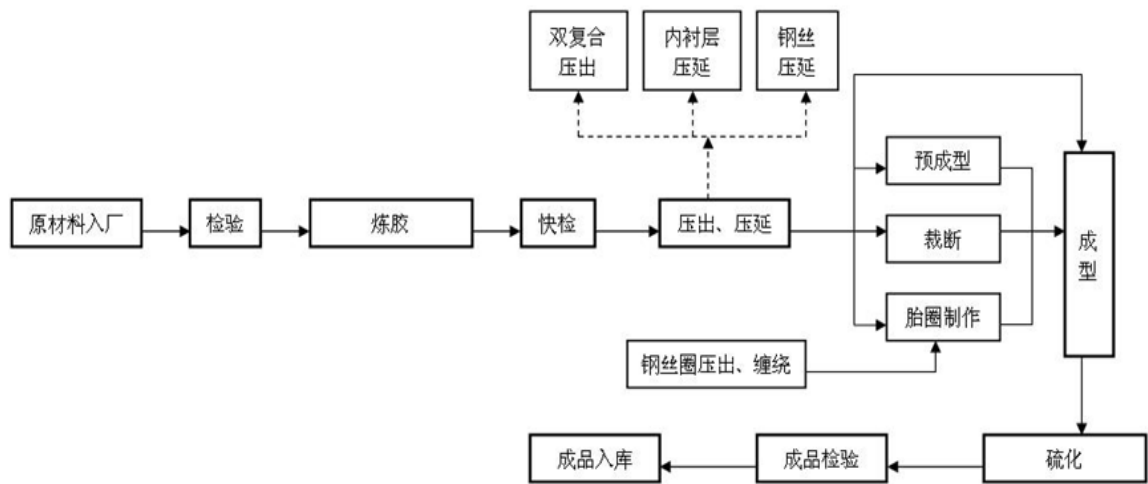 双复合
压出
内衬层
压延
钢丝
压延
预成型
原材料入厂
检验
炼胶
快检
压出、压延
裁断
成
型
胎圈制作
钢丝圈压出、缠绕
成品入库
成品检验
硫化